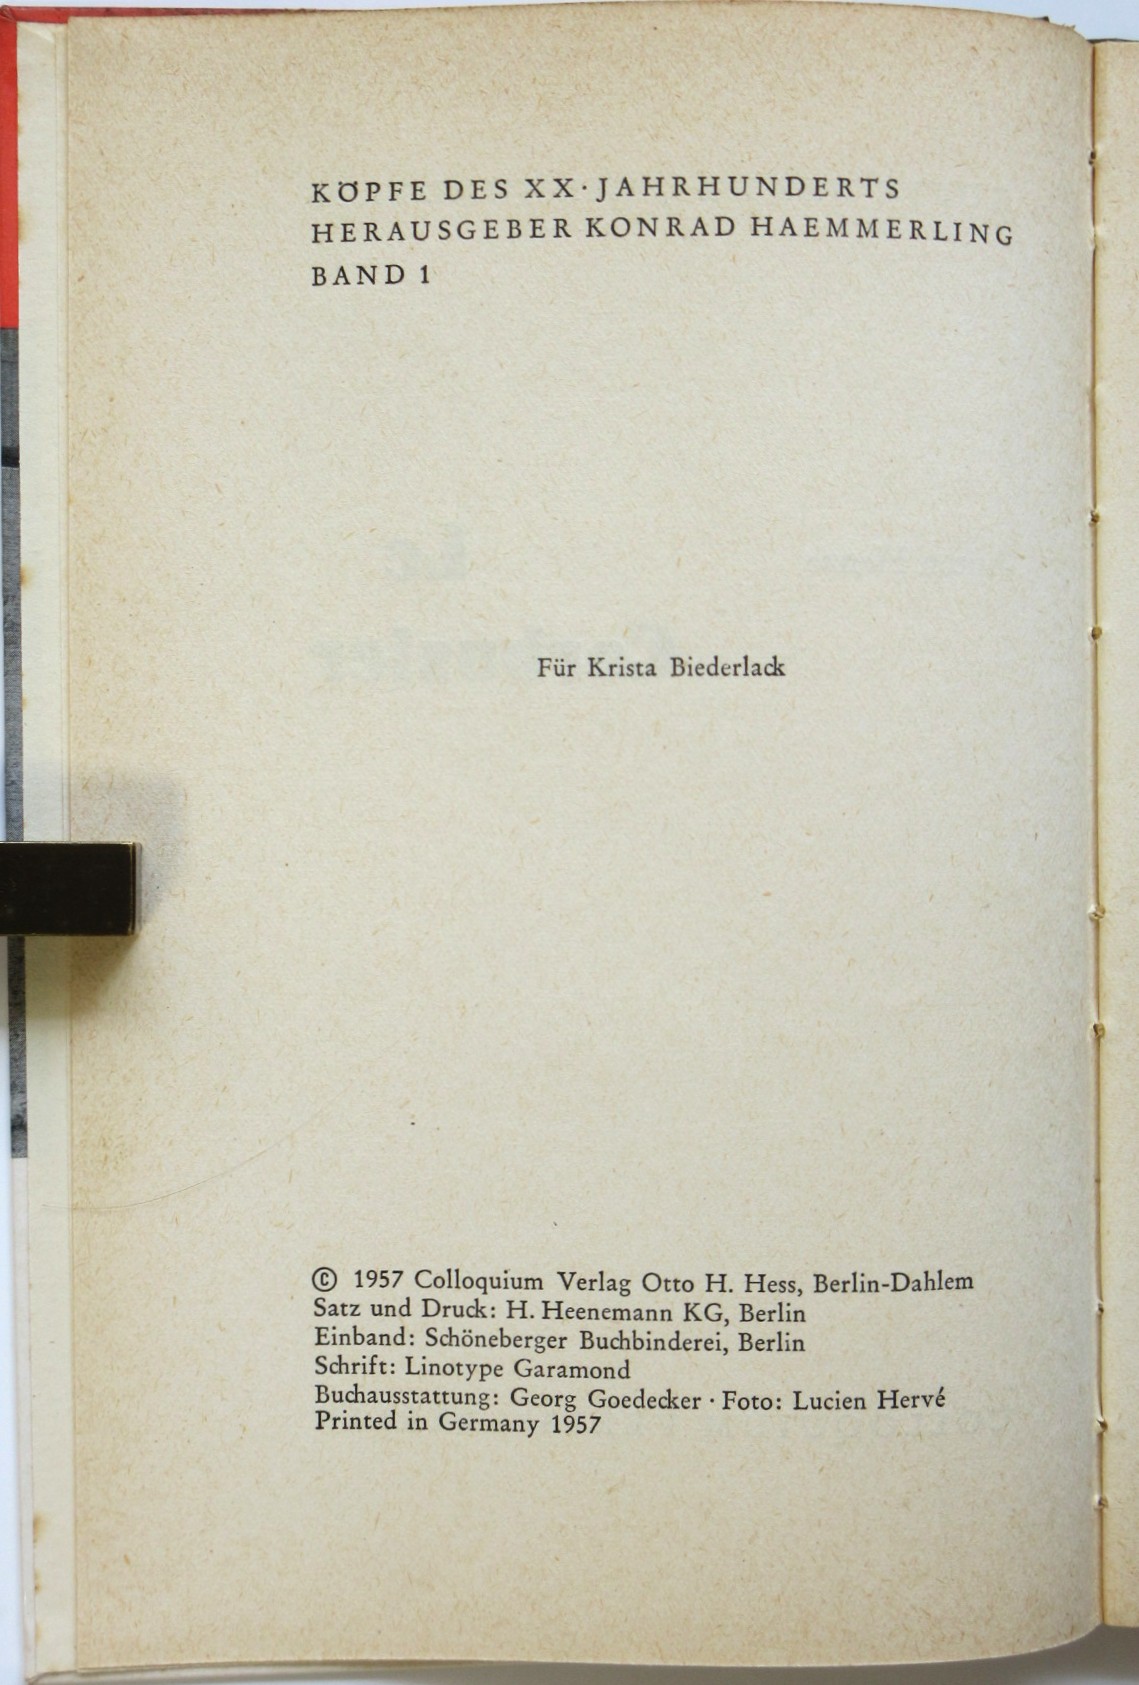 KÖPFE DES XX·JAHRHUNDERTS
HERAUSGEBER KONRAD HAEMMERLING
BAND 1
Für Krista Biederlack
© 1957 Colloquium Verlag Otto H. Hess, Berlin-Dahlem
Satz und Druck: H. Heenemann KG, Berlin
Einband: Schöneberger Buchbinderei, Berlin
Schrift: Linotype Garamond
Buchausstattung: Georg Goedecker · Foto: Lucien Hervé
Printed in Germany 1957